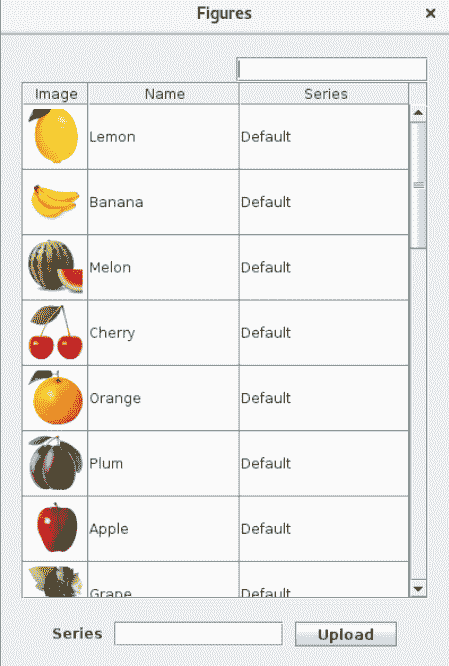 Figures
Image Name Series
Lemon Default
Banana Default
Melon Default
Cherry Default
Orange Default
Plum Default
Apple Default
Grape Default
Series Upload